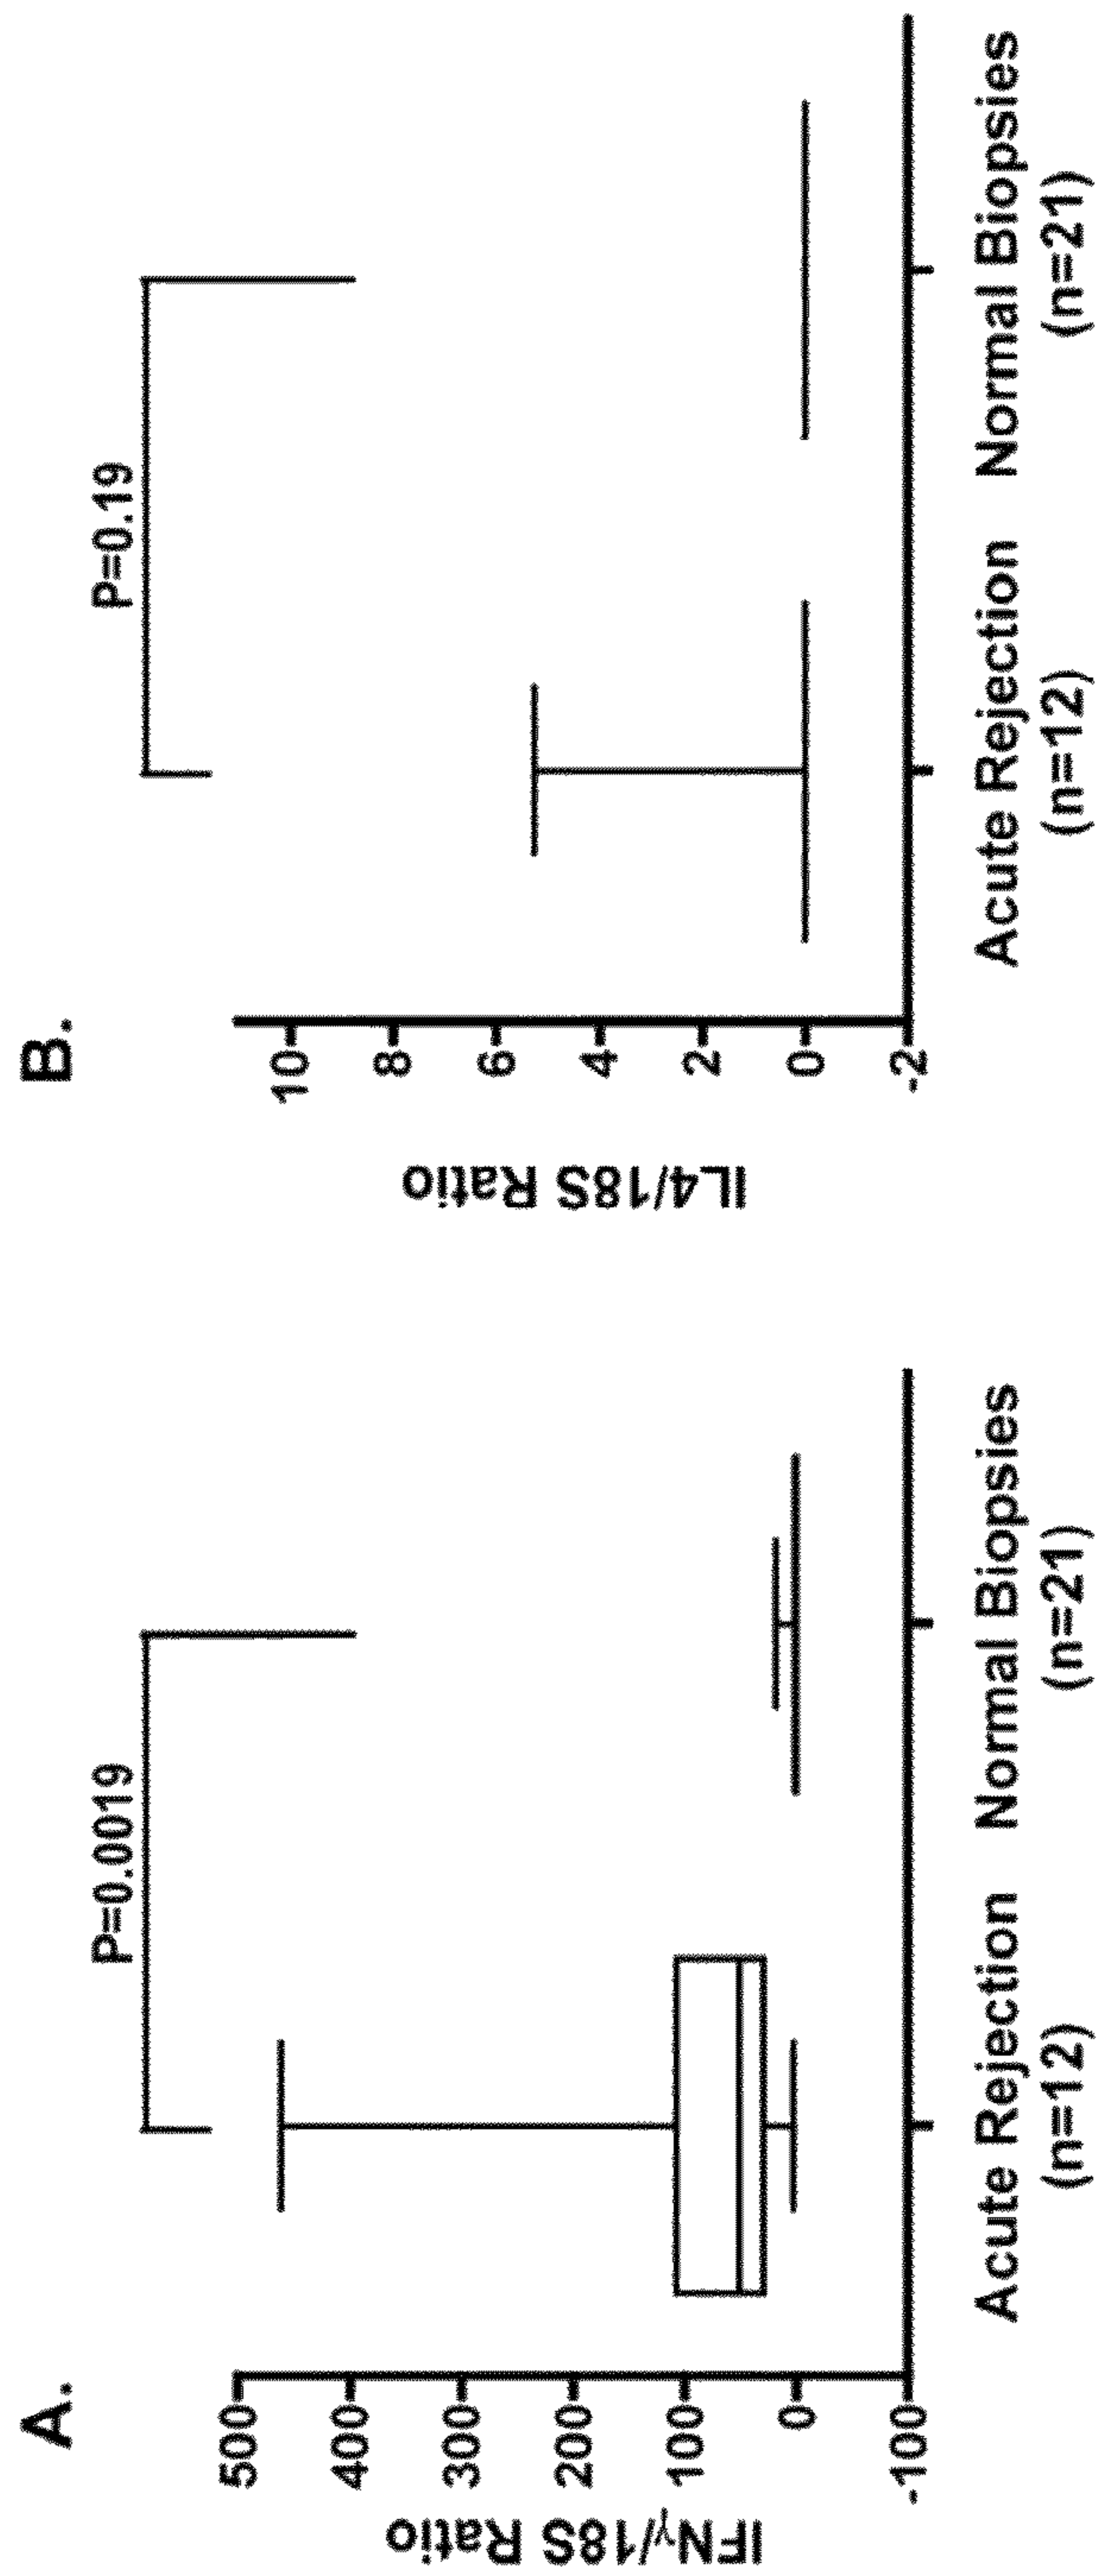 A.
P=0.0019
500
400
300
200
100
0
-100
IFNγ/18S Ratio
Acute Rejection Normal Biopsies
(n=12) (n=21)
B.
P=0.19
10
8
6
4
2
0
-2
IL4/18S Ratio
Acute Rejection Normal Biopsies
(n=12) (n=21)